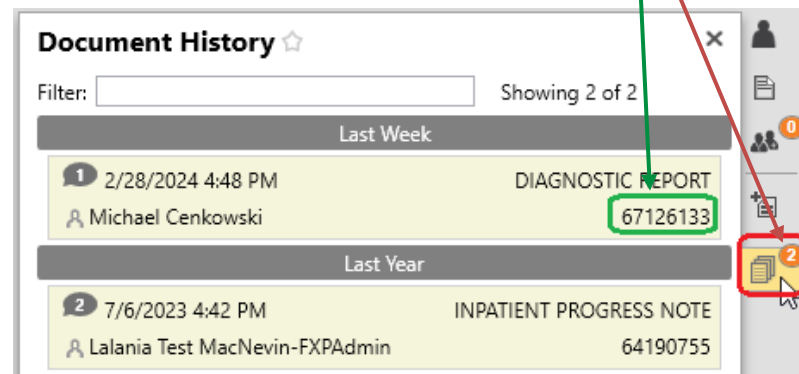 Document History
Filter:
Showing 2 of 2
Last Week
1 2/28/2024 4:48 PM DIAGNOSTIC REPORT
Michael Cenkowski 67126133
Last Year
2 7/6/2023 4:42 PM INPATIENT PROGRESS NOTE
Lalania Test MacNevin-FXPAdmin 64190755
0
2